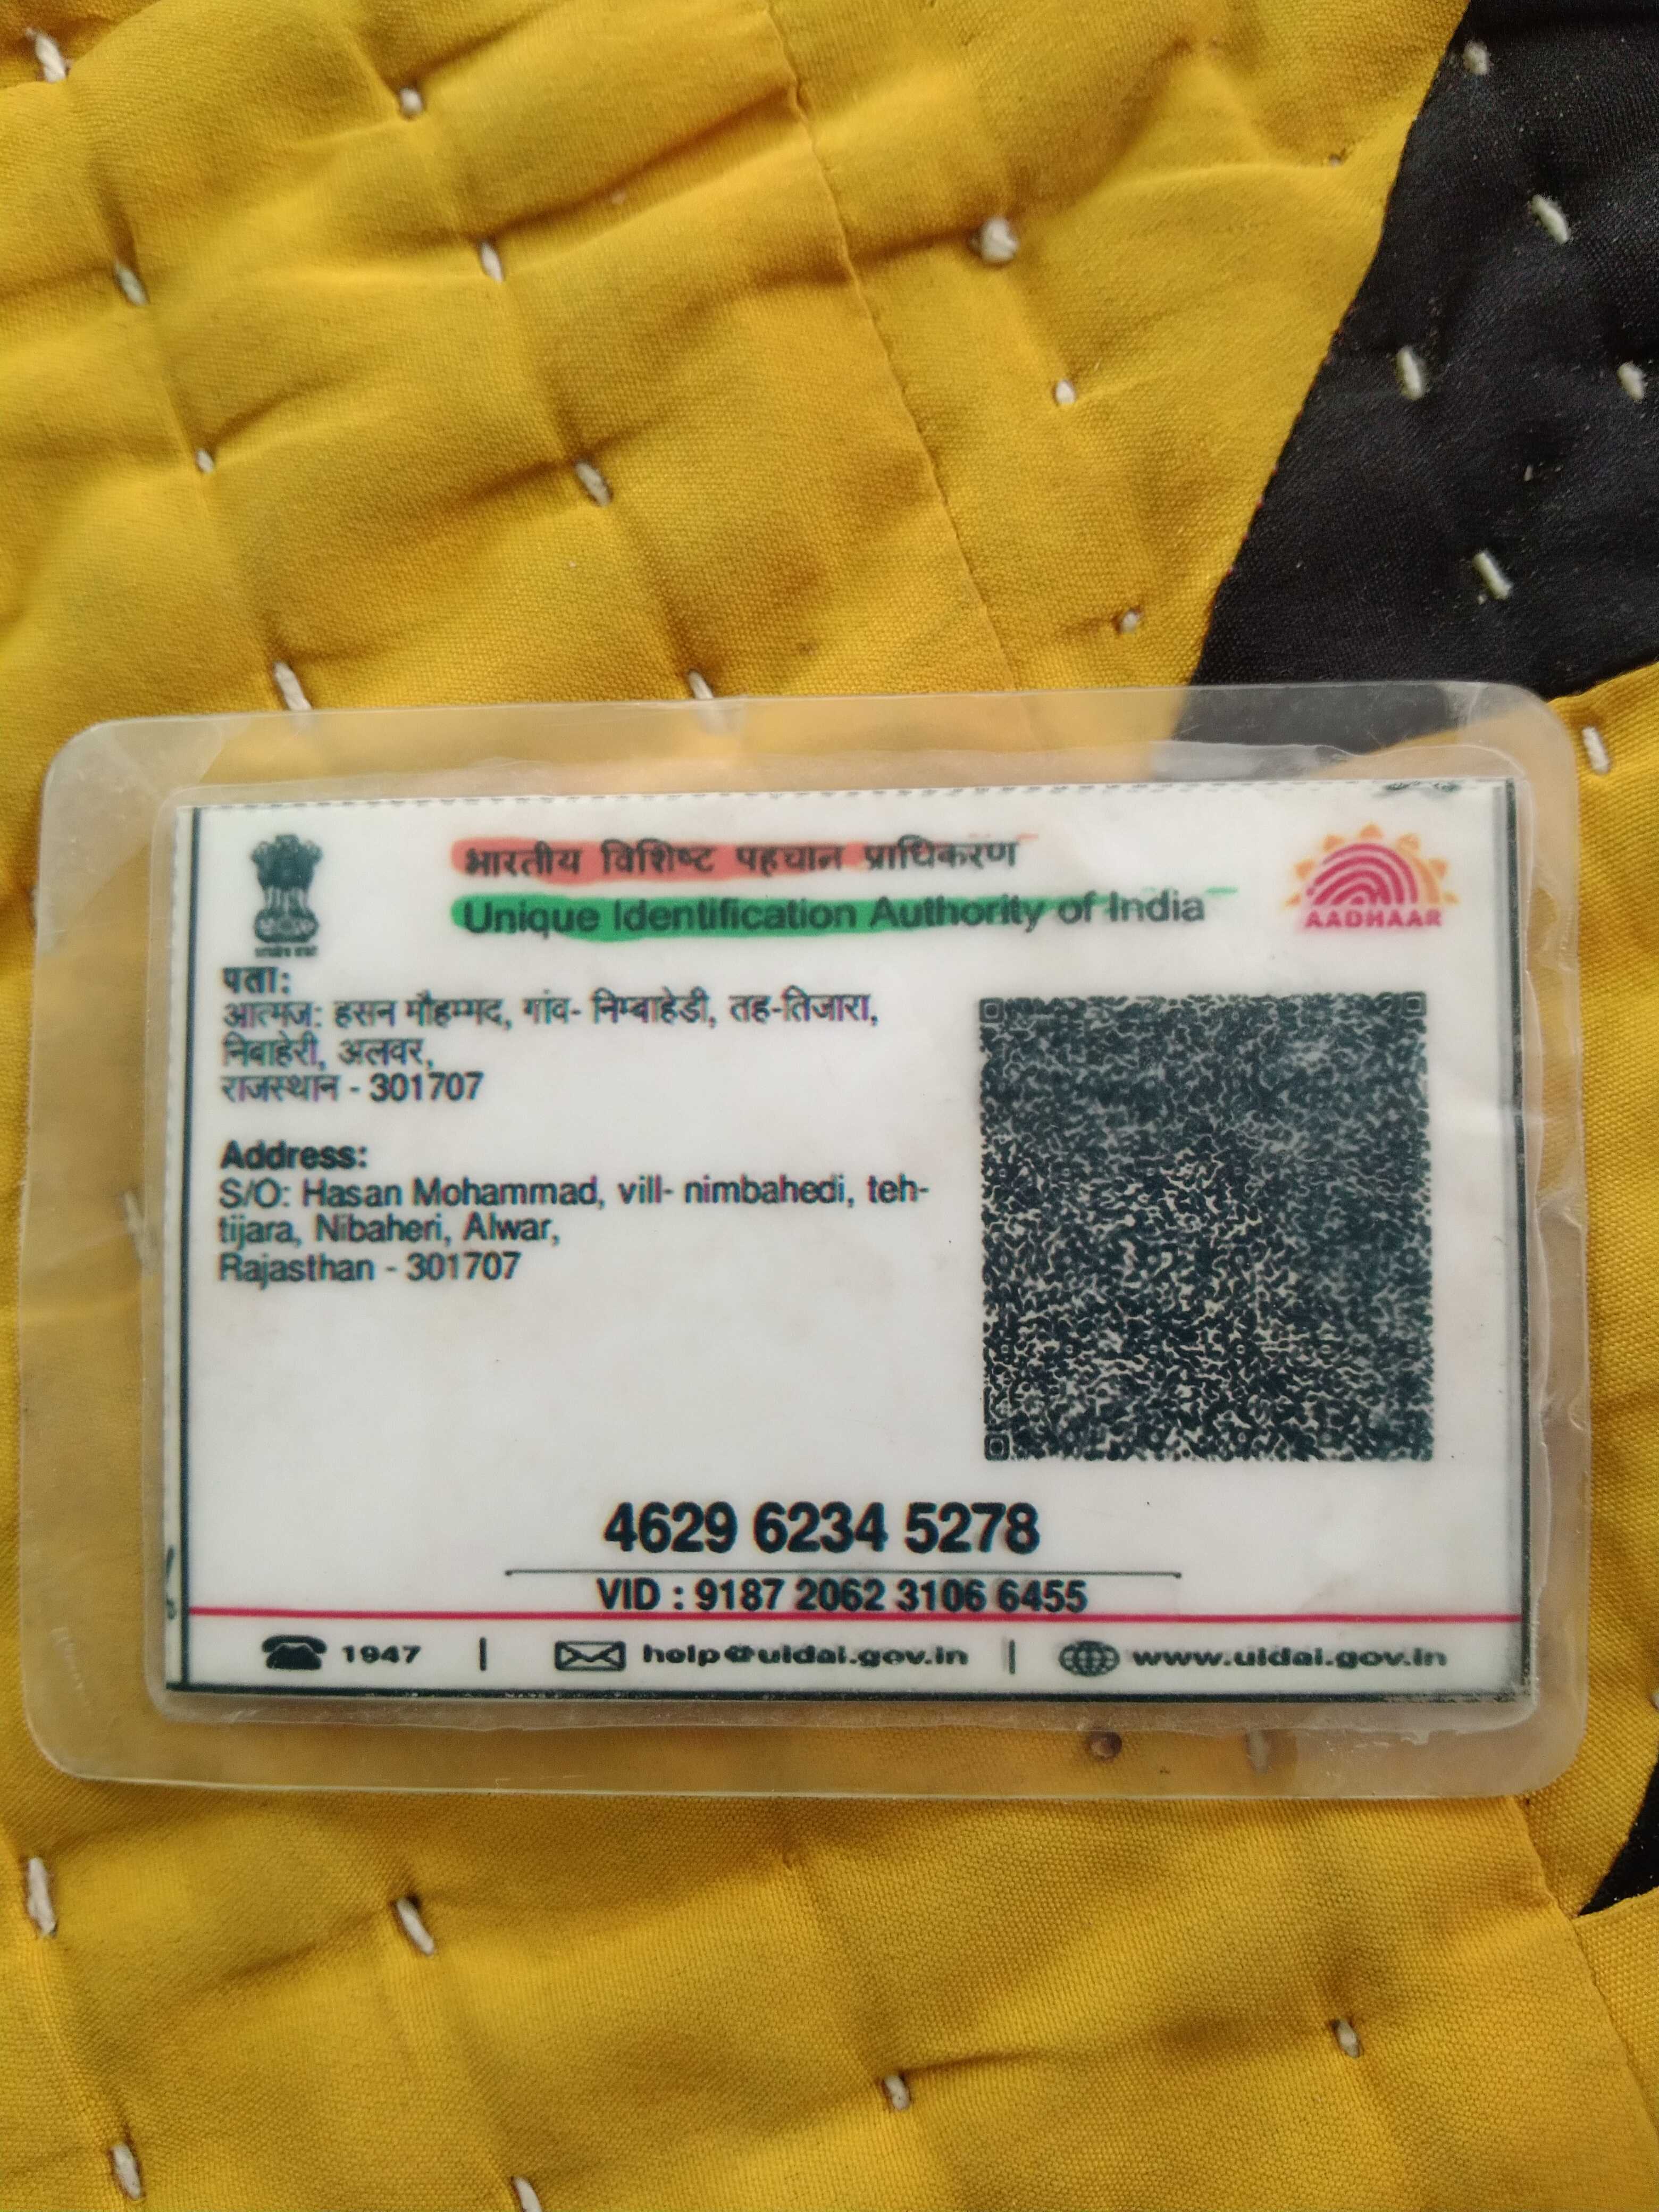 भारतीय विशिष्ट पहचान प्राधिकरण
Unique Identification Authority of India
AADHAAR
पता:
आत्मज: हसन मौहम्मद, गांव- निम्बाहेडी, तह-तिजारा,
निबाहेरी, अलवर,
राजस्थान - 301707
Address:
S/O: Hasan Mohammad, vill- nimbahedi, teh-
tijara, Nibaheri, Alwar,
Rajasthan - 301707
4629 6234 5278
VID : 9187 2062 3106 6455
1947 | help@uidai.gov.in | www.uidai.gov.in